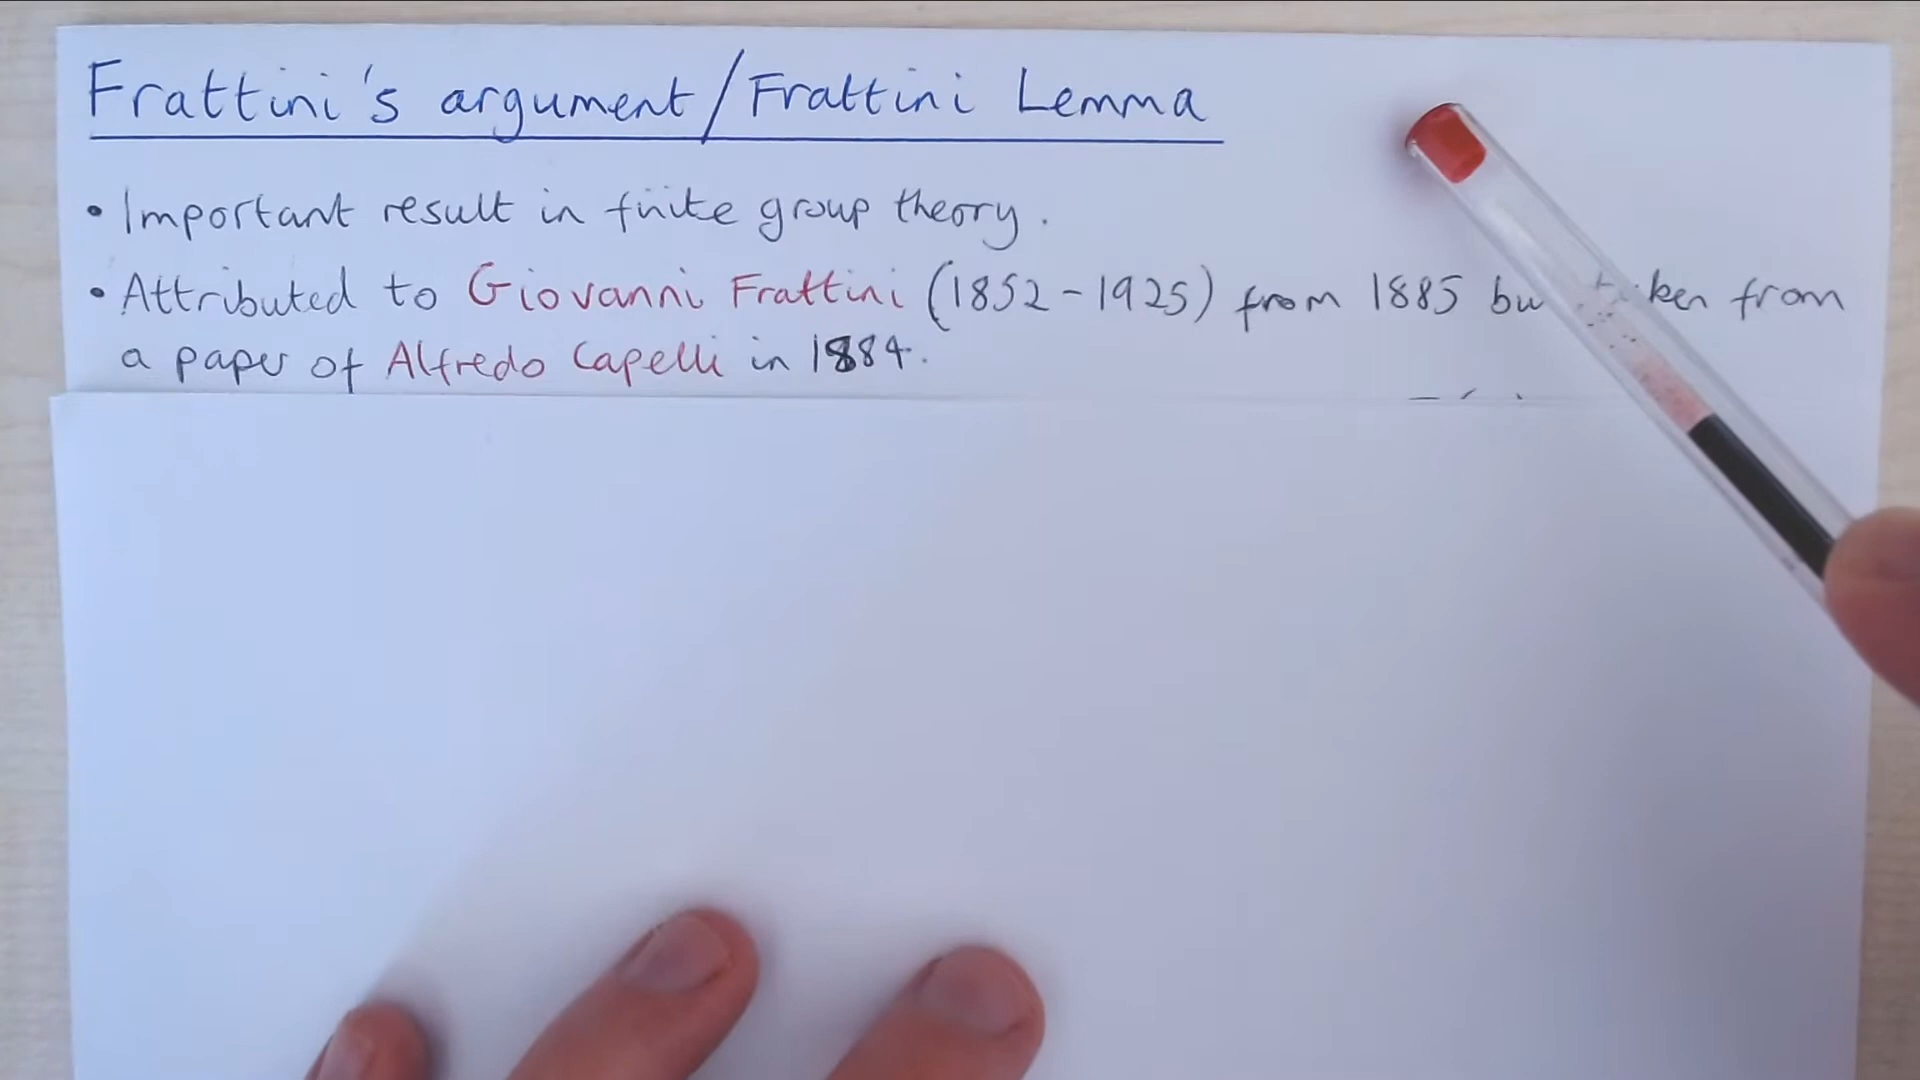 Frattini's argument/Frattini Lemma
• Important result in finite group theory.
• Attributed to Giovanni Frattini (1852-1925) from 1885 from
a paper of Alfredo Capelli in 1884.